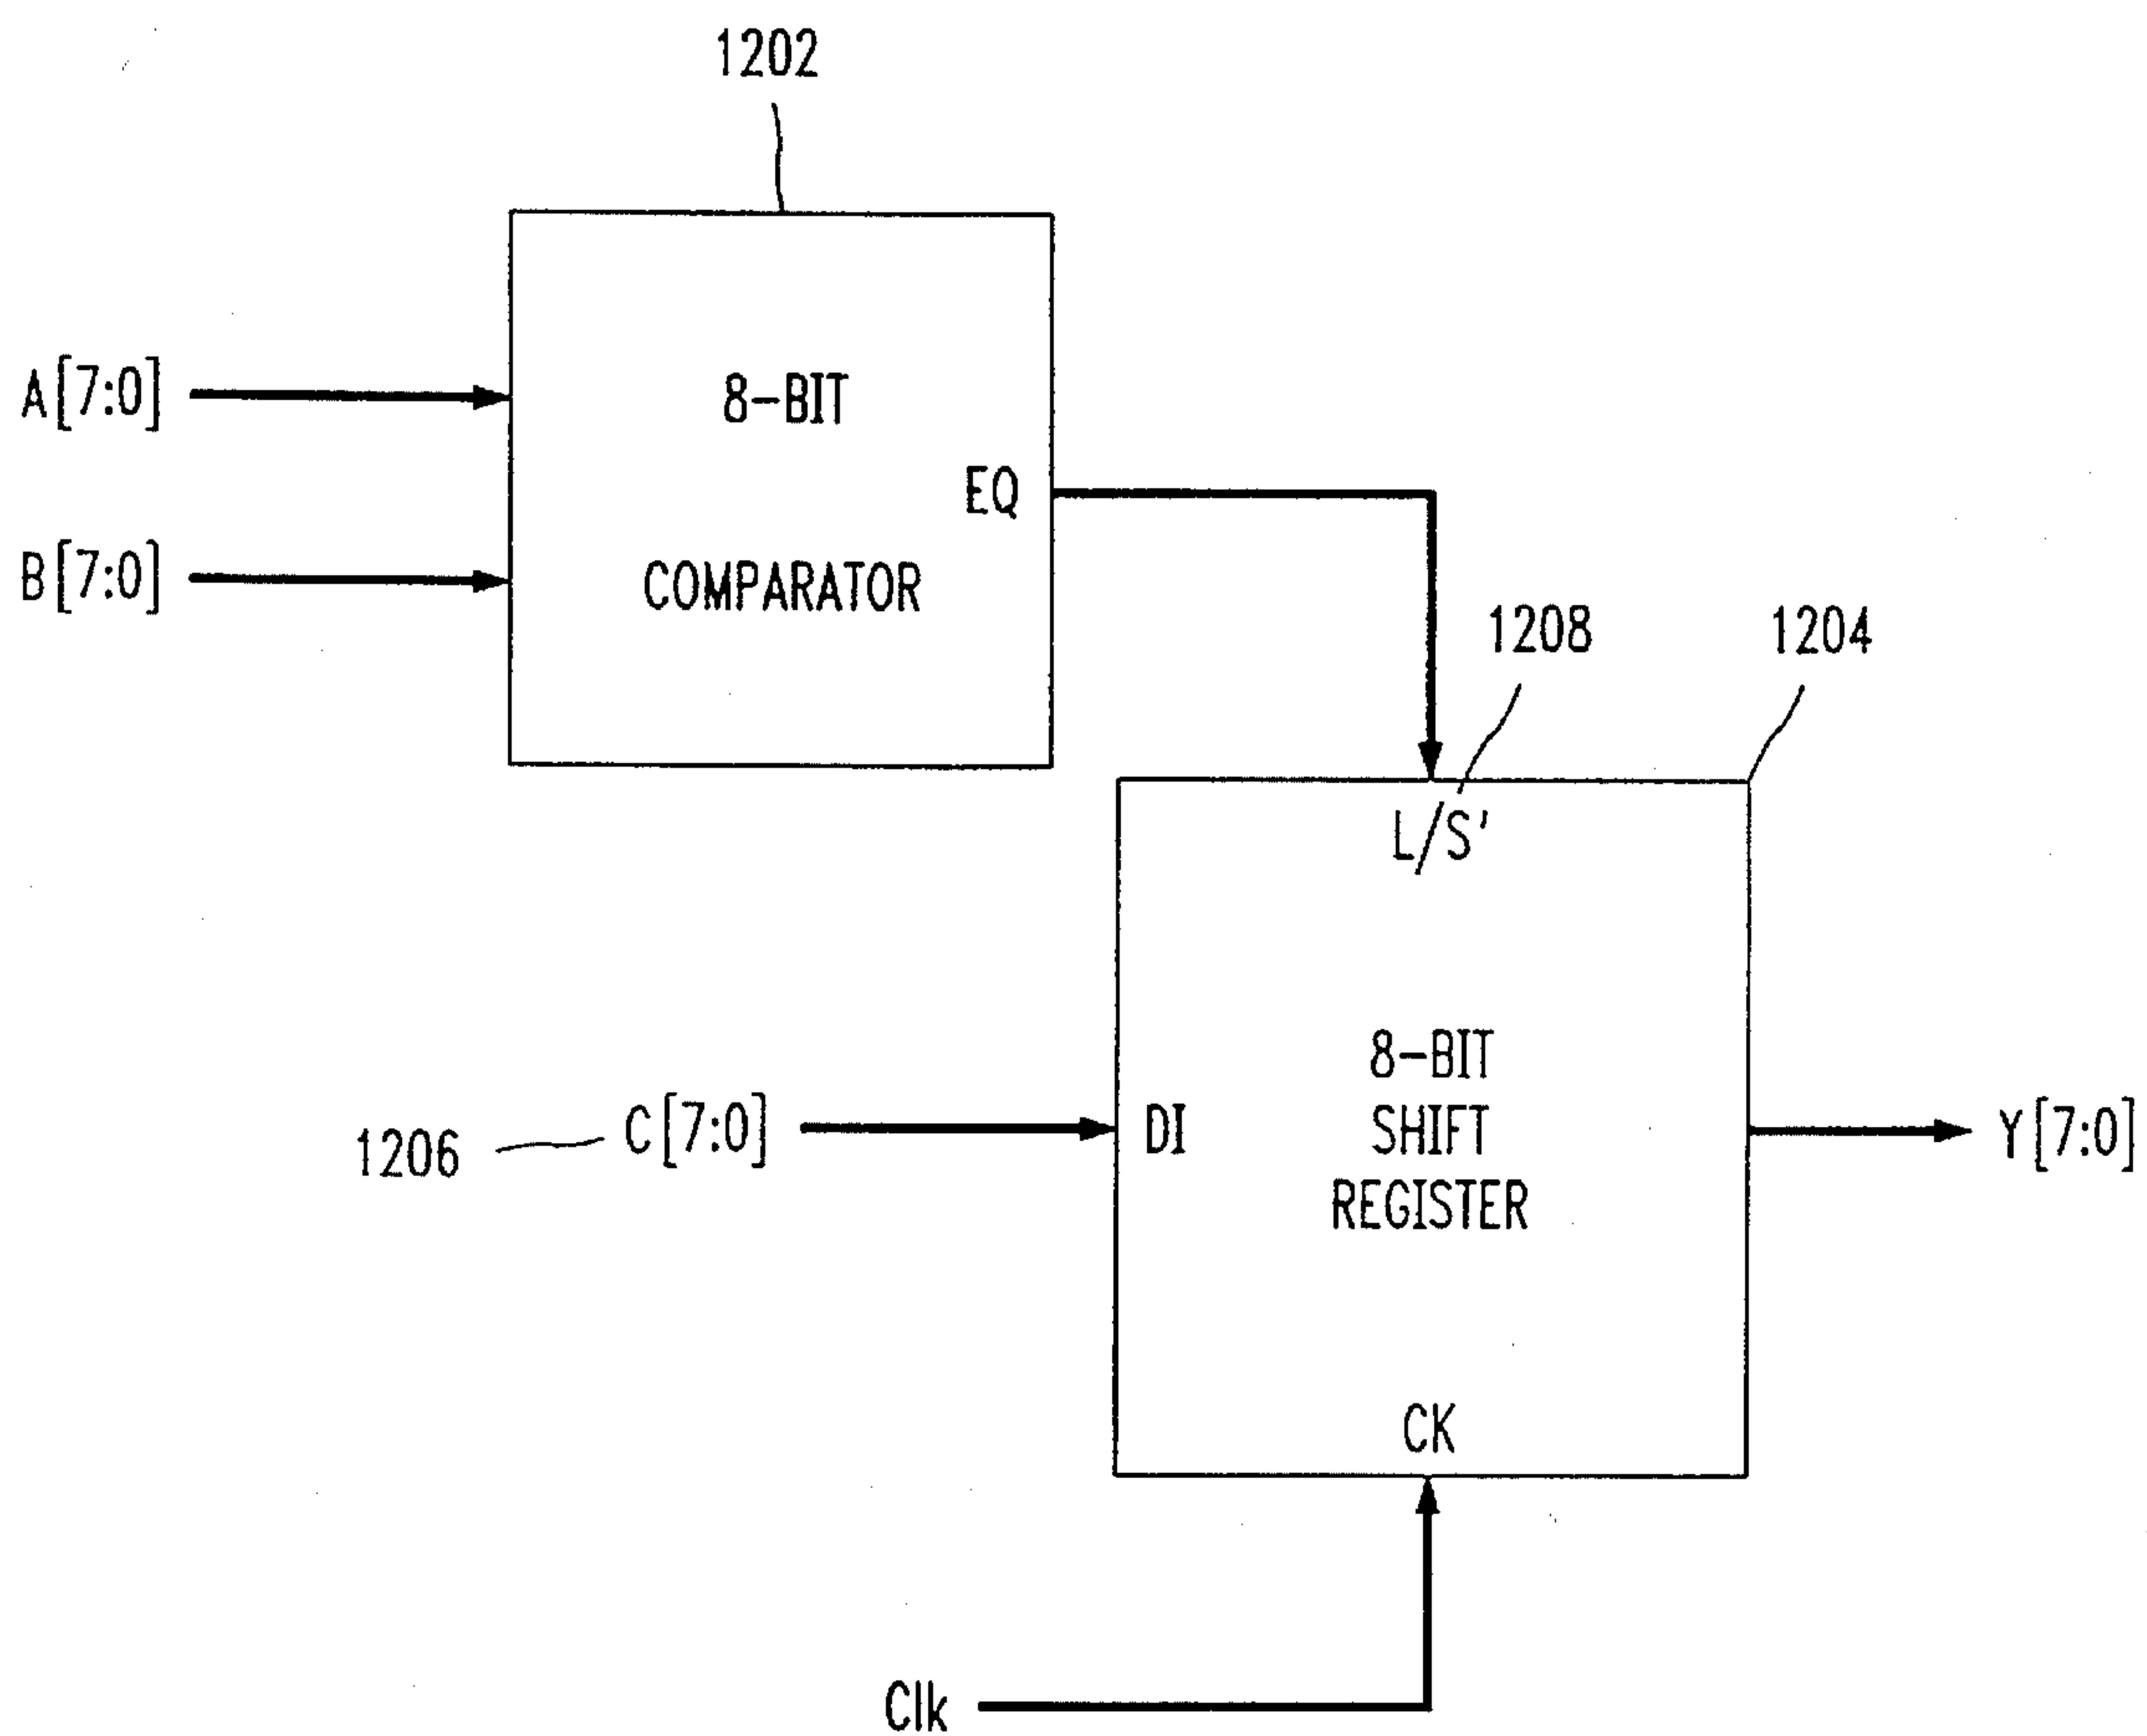 1202
A[7:0]
8-BIT
EQ
B[7:0]
COMPARATOR
1208
1204
L/S'
8-BIT
1206
C[7:0]
DI
SHIFT
Y[7:0]
REGISTER
CK
Clk